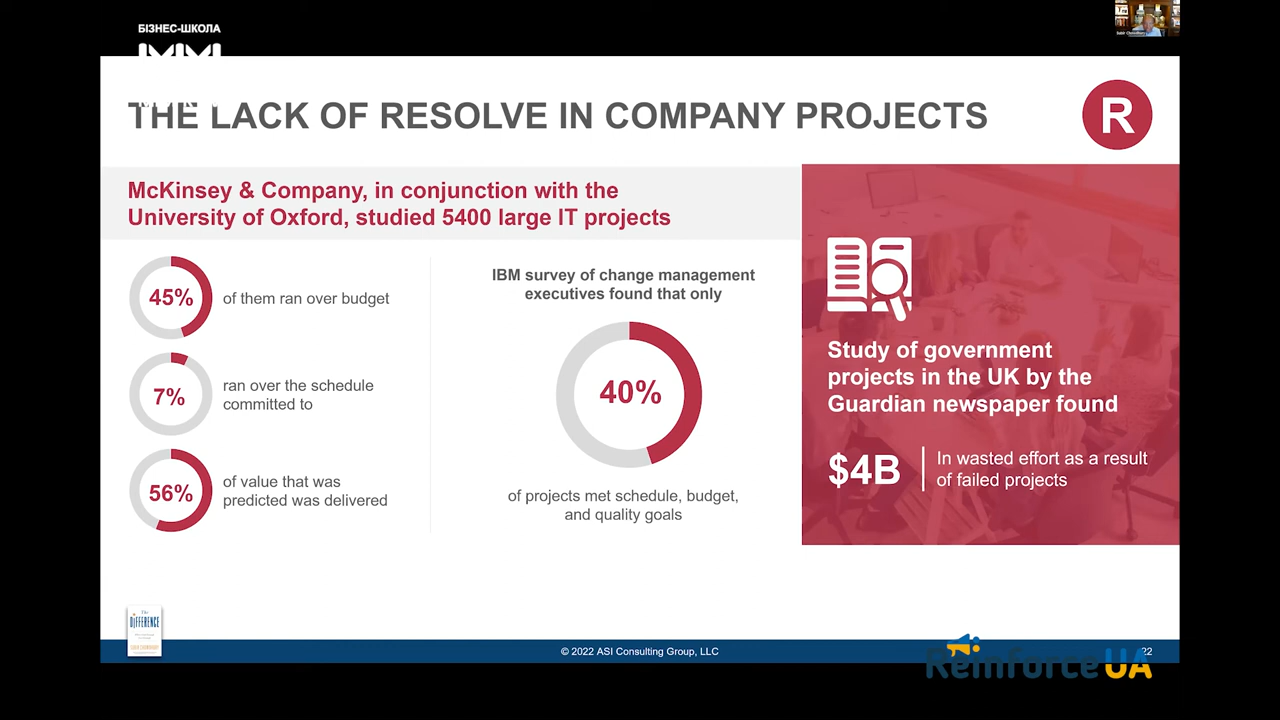 БІЗНЕС-ШКОЛА
THE LACK OF RESOLVE IN COMPANY PROJECTS
R
McKinsey & Company, in conjunction with the
University of Oxford, studied 5400 large IT projects
45%
of them ran over budget
7%
ran over the schedule
committed to
56%
of value that was
predicted was delivered
IBM survey of change management
executives found that only
40%
of projects met schedule, budget,
and quality goals
Study of government
projects in the UK by the
Guardian newspaper found
$4B
In wasted effort as a result
of failed projects
The
DIFFERENCE
© 2022 ASI Consulting Group, LLC
22
ReinforceUA